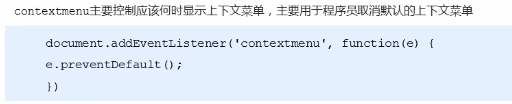 contextmenu主要控制应该何时显示上下文菜单，主要用于程序员取消默认的上下文菜单
document.addEventListener('contextmenu', function(e) {
e.preventDefault();
})